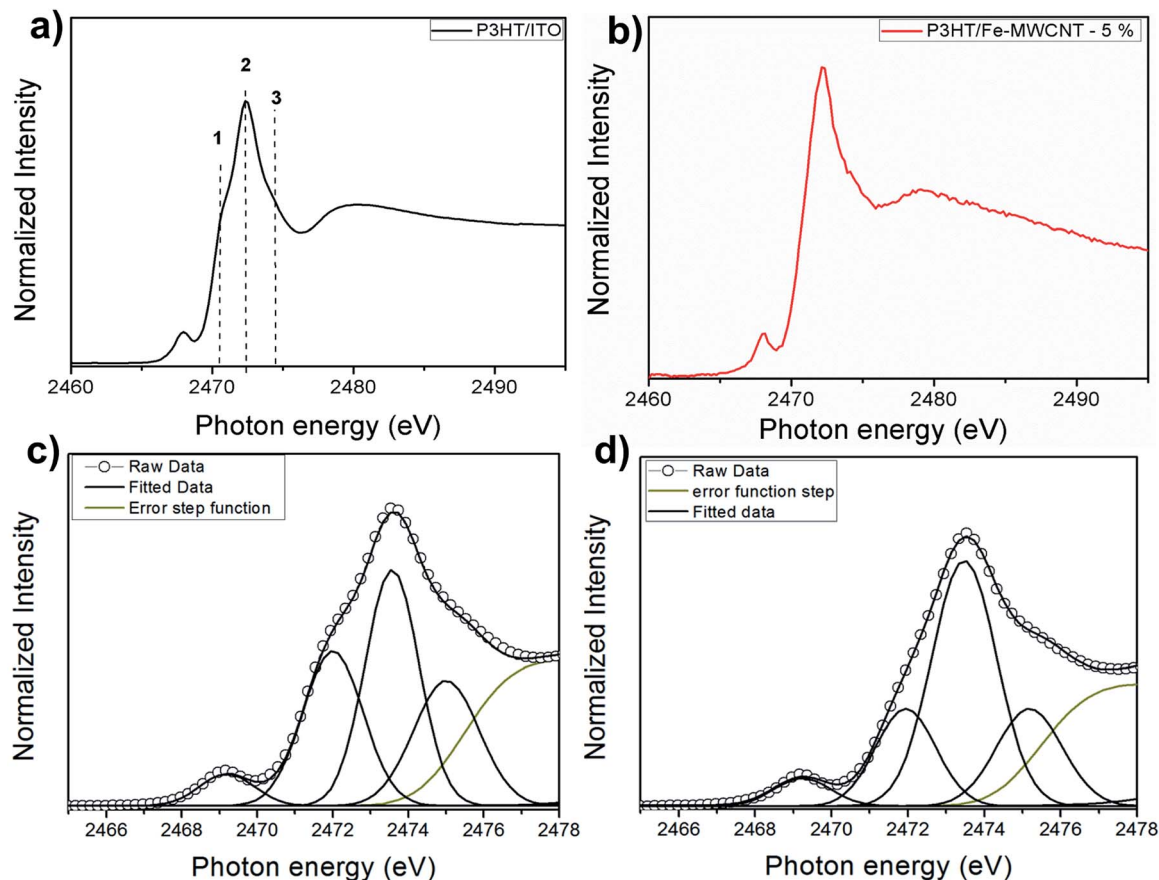 a)
P3HT/ITO
1
2
3
Normalized Intensity
2460
2470
2480
2490
Photon energy (eV)
b)
P3HT/Fe-MWCNT - 5 %
Normalized Intensity
2460
2470
2480
2490
Photon energy (eV)
c)
Raw Data
Fitted Data
Error step function
Normalized Intensity
2466
2468
2470
2472
2474
2476
2478
Photon energy (eV)
d)
Raw Data
error function step
Fitted data
Normalized Intensity
2466
2468
2470
2472
2474
2476
2478
Photon energy (eV)